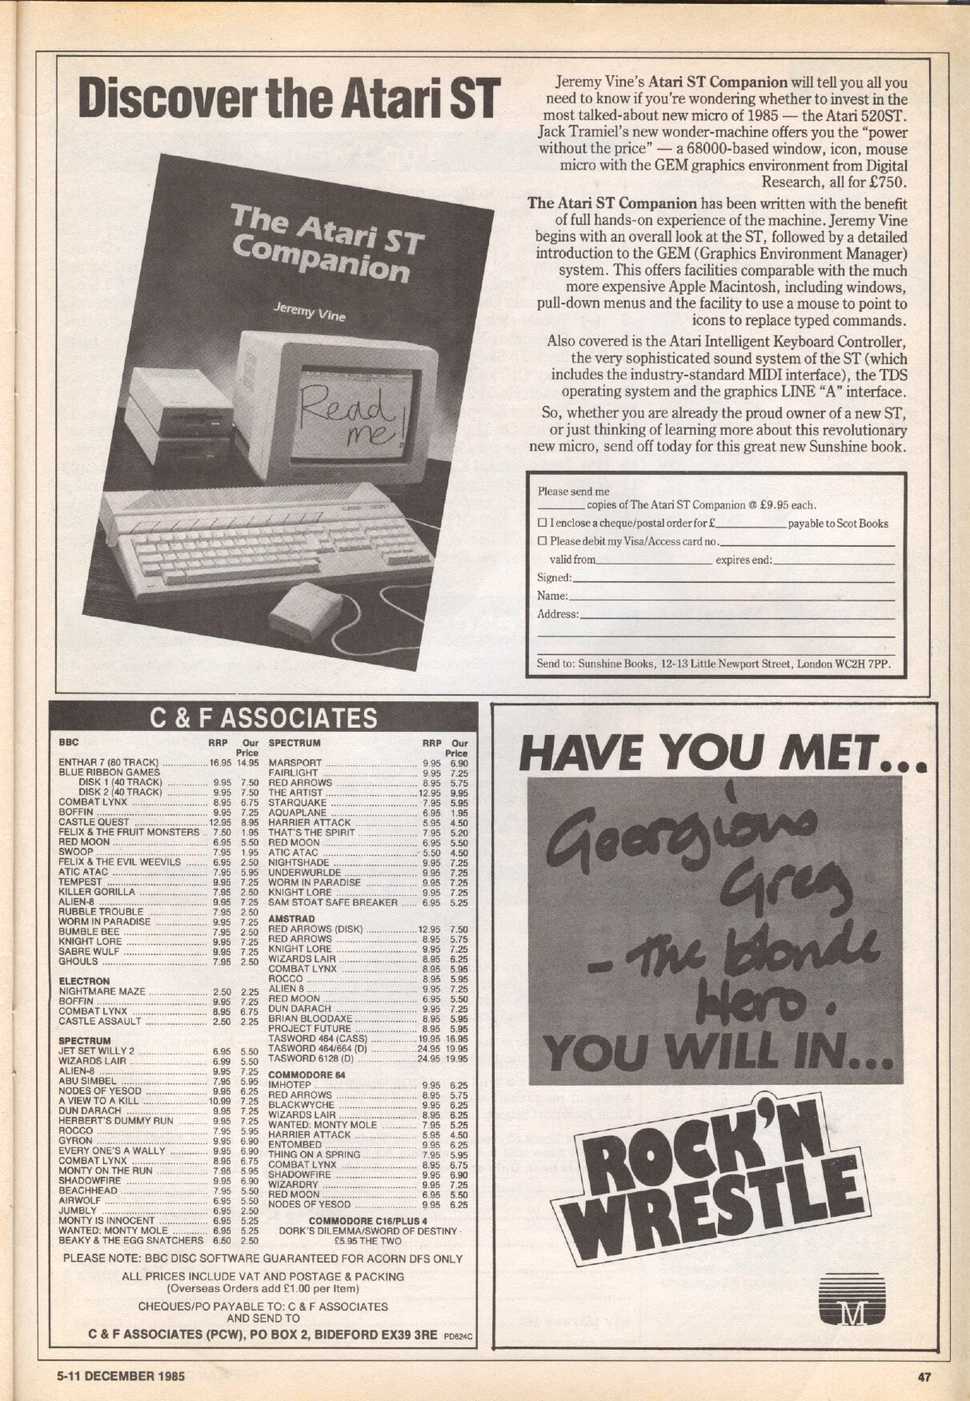 Discover the Atari ST
The Atari ST
Companion
Jeremy Vine
Read
me!
Jeremy Vine's Atari ST Companion will tell you all you
need to know if you're wondering whether to invest in the
most talked-about new micro of 1985 — the Atari 520ST.
Jack Tramiel's new wonder-machine offers you the "power
without the price" — a 68000-based window, icon, mouse
micro with the GEM graphics environment from Digital
Research, all for £750.
The Atari ST Companion has been written with the benefit
of full hands-on experience of the machine. Jeremy Vine
begins with an overall look at the ST, followed by a detailed
introduction to the GEM (Graphics Environment Manager)
system. This offers facilities comparable with the much
more expensive Apple Macintosh, including windows,
pull-down menus and the facility to use a mouse to point to
icons to replace typed commands.
Also covered is the Atari Intelligent Keyboard Controller,
the very sophisticated sound system of the ST (which
includes the industry-standard MIDI interface), the TDS
operating system and the graphics LINE "A" interface.
So, whether you are already the proud owner of a new ST,
or just thinking of learning more about this revolutionary
new micro, send off today for this great new Sunshine book.
Please send me
copies of The Atari ST Companion @ £9.95 each.
☐ I enclose a cheque/postal order for £ payable to Scot Books
☐ Please debit my Visa/Access card no.
valid from expires end:
Signed:
Name:
Address:
Send to: Sunshine Books, 12-13 Little Newport Street, London WC2H 7PP.
C & F ASSOCIATES
BBC RRP Our
Price
ENTHAR 7 (80 TRACK) 16.95 14.95
BLUE RIBBON GAMES
DISK 1 (40 TRACK) 9.95 7.50
DISK 2 (40 TRACK) 9.95 7.50
COMBAT LYNX 8.95 6.75
BOFFIN 9.95 7.25
CASTLE QUEST 12.95 8.95
FELIX & THE FRUIT MONSTERS 7.50 1.95
RED MOON 6.95 5.50
SWOOP 7.95 1.95
FELIX & THE EVIL WEEVILS 6.95 2.50
ATIC ATAC 7.95 5.95
TEMPEST 9.95 7.25
KILLER GORILLA 7.95 2.50
ALIEN-8 9.95 7.25
RUBBLE TROUBLE 7.95 2.50
WORM IN PARADISE 9.95 7.25
BUMBLE BEE 7.95 2.50
KNIGHT LORE 9.95 7.25
SABRE WULF 9.95 7.25
GHOULS 7.95 2.50
ELECTRON
NIGHTMARE MAZE 2.50 2.25
BOFFIN 9.95 7.25
COMBAT LYNX 8.95 6.75
CASTLE ASSAULT 2.50 2.25
SPECTRUM
JET SET WILLY 2 6.95 5.50
WIZARDS LAIR 6.99 5.50
ALIEN-8 9.95 7.25
ABU SIMBEL 7.95 5.95
NODES OF YESOD 9.95 6.25
A VIEW TO A KILL 10.99 7.25
DUN DARACH 9.95 7.25
HERBERT'S DUMMY RUN 9.95 7.25
ROCCO 7.95 5.95
GYRON 9.95 6.90
EVERY ONE'S A WALLY 9.95 6.90
COMBAT LYNX 8.95 6.75
MONTY ON THE RUN 7.95 5.95
SHADOWFIRE 9.95 6.90
BEACHHEAD 7.95 5.50
AIRWOLF 6.95 5.50
JUMBLY 6.95 2.50
MONTY IS INNOCENT 6.95 5.25
WANTED: MONTY MOLE 6.95 5.25
BEAKY & THE EGG SNATCHERS 6.50 2.50
SPECTRUM RRP Our
Price
MARSPORT 9.95 6.90
FAIRLIGHT 9.95 7.25
RED ARROWS 8.95 5.75
THE ARTIST 12.95 9.95
STARQUAKE 7.95 5.95
AQUAPLANE 6.95 1.95
HARRIER ATTACK 5.95 4.50
THAT'S THE SPIRIT 7.95 5.20
RED MOON 6.95 5.50
ATIC ATAC 5.50 4.50
NIGHTSHADE 9.95 7.25
UNDERWURLDE 9.95 7.25
WORM IN PARADISE 9.95 7.25
KNIGHT LORE 9.95 7.25
SAM STOAT SAFE BREAKER 6.95 5.25
AMSTRAD
RED ARROWS (DISK) 12.95 7.50
RED ARROWS 8.95 5.75
KNIGHT LORE 9.95 7.25
WIZARDS LAIR 8.95 6.25
COMBAT LYNX 8.95 5.95
ROCCO 8.95 5.95
ALIEN 8 9.95 7.25
RED MOON 6.95 5.50
DUN DARACH 9.95 7.25
BRIAN BLOODAXE 8.95 5.95
PROJECT FUTURE 8.95 5.95
TASWORD 464 (CASS) 19.95 16.95
TASWORD 464/664 (D) 24.95 19.95
TASWORD 6128 (D) 24.95 19.95
COMMODORE 64
IMHOTEP 9.95 6.25
RED ARROWS 8.95 5.75
BLACKWYCHE 9.95 6.25
WIZARDS LAIR 8.95 6.25
WANTED: MONTY MOLE 7.95 5.25
HARRIER ATTACK 5.95 4.50
ENTOMBED 9.95 6.25
THING ON A SPRING 7.95 5.95
COMBAT LYNX 8.95 6.75
SHADOWFIRE 9.95 6.90
WIZARDRY 9.95 7.25
RED MOON 6.95 5.50
NODES OF YESOD 9.95 6.25
COMMODORE C16/PLUS 4
DORK'S DILEMMA/SWORD OF DESTINY
£5.95 THE TWO
PLEASE NOTE: BBC DISC SOFTWARE GUARANTEED FOR ACORN DFS ONLY
ALL PRICES INCLUDE VAT AND POSTAGE & PACKING
(Overseas Orders add £1.00 per Item)
CHEQUES/PO PAYABLE TO: C & F ASSOCIATES
AND SEND TO
C & F ASSOCIATES (PCW), PO BOX 2, BIDEFORD EX39 3RE PD624C
HAVE YOU MET...
Georgious
Greg
- The blonde
Hero.
YOU WILL IN...
ROCK'N
WRESTLE
M
5-11 DECEMBER 1985
47